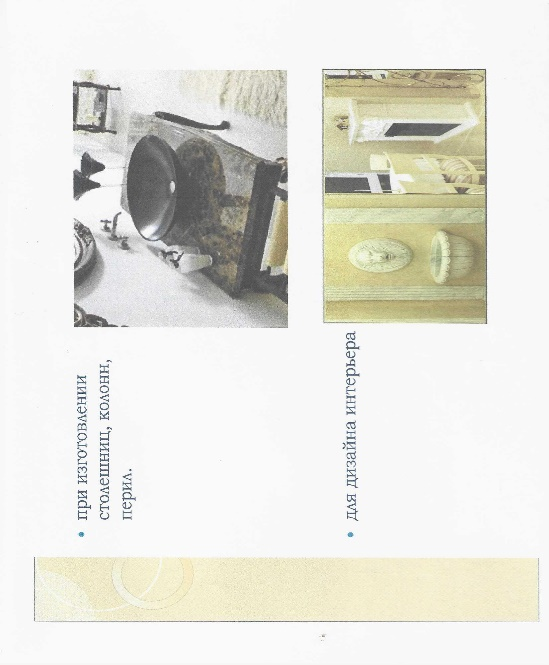 • при изготовлении
столешниц, колонн,
перил.
• для дизайна интерьера